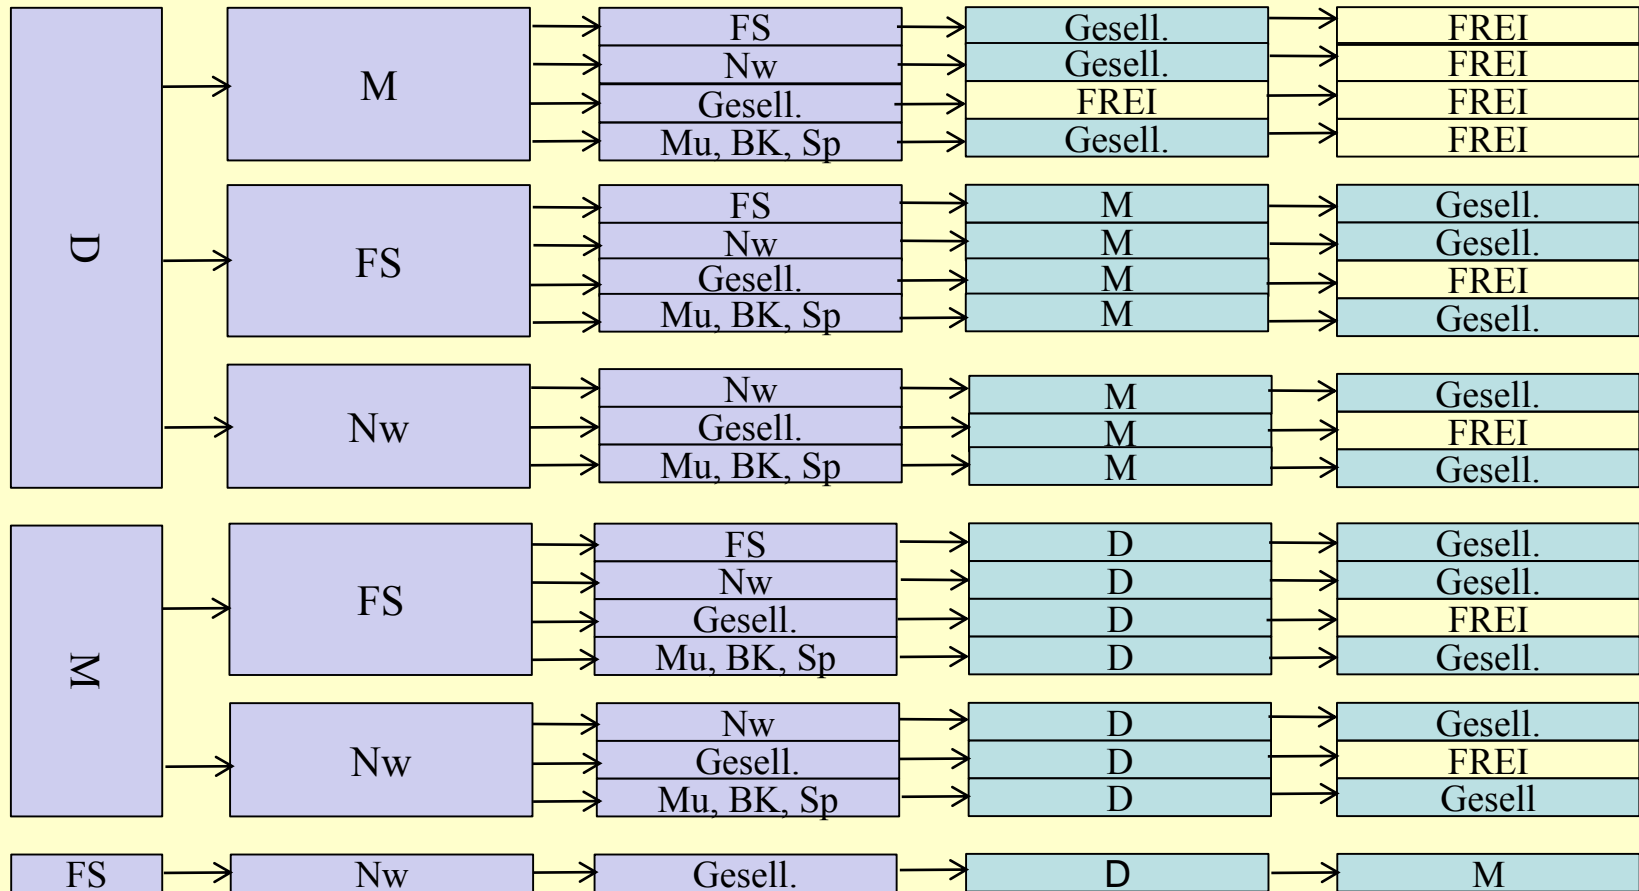 FS Gesell. FREI
Nw Gesell. FREI
M
Gesell. FREI FREI
Mu, BK, Sp Gesell. FREI
D
FS M Gesell.
Nw M Gesell.
FS
Gesell. M FREI
Mu, BK, Sp M Gesell.
Nw M Gesell.
Nw Gesell. M FREI
Mu, BK, Sp M Gesell.
FS D Gesell.
Nw D Gesell.
FS
Gesell. D FREI
Mu, BK, Sp D Gesell.
M
Nw D Gesell.
Nw Gesell. D FREI
Mu, BK, Sp D Gesell
FS Nw Gesell. D M